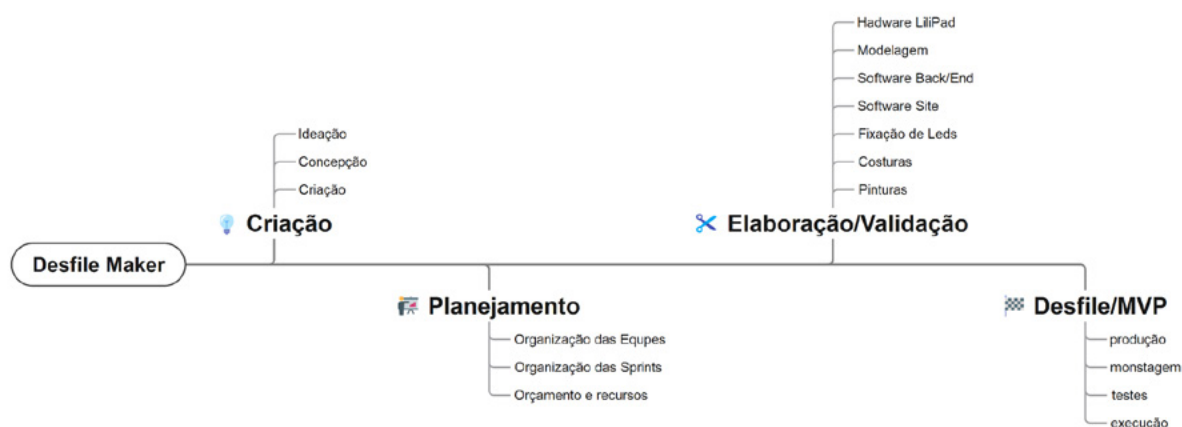 Desfile Maker
Criação
Ideação
Concepção
Criação
Planejamento
Organização das Equpes
Organização das Sprints
Orçamento e recursos
Elaboração/Validação
Hadware LiliPad
Modelagem
Software Back/End
Software Site
Fixação de Leds
Costuras
Pinturas
Desfile/MVP
produção
monstagem
testes
execução